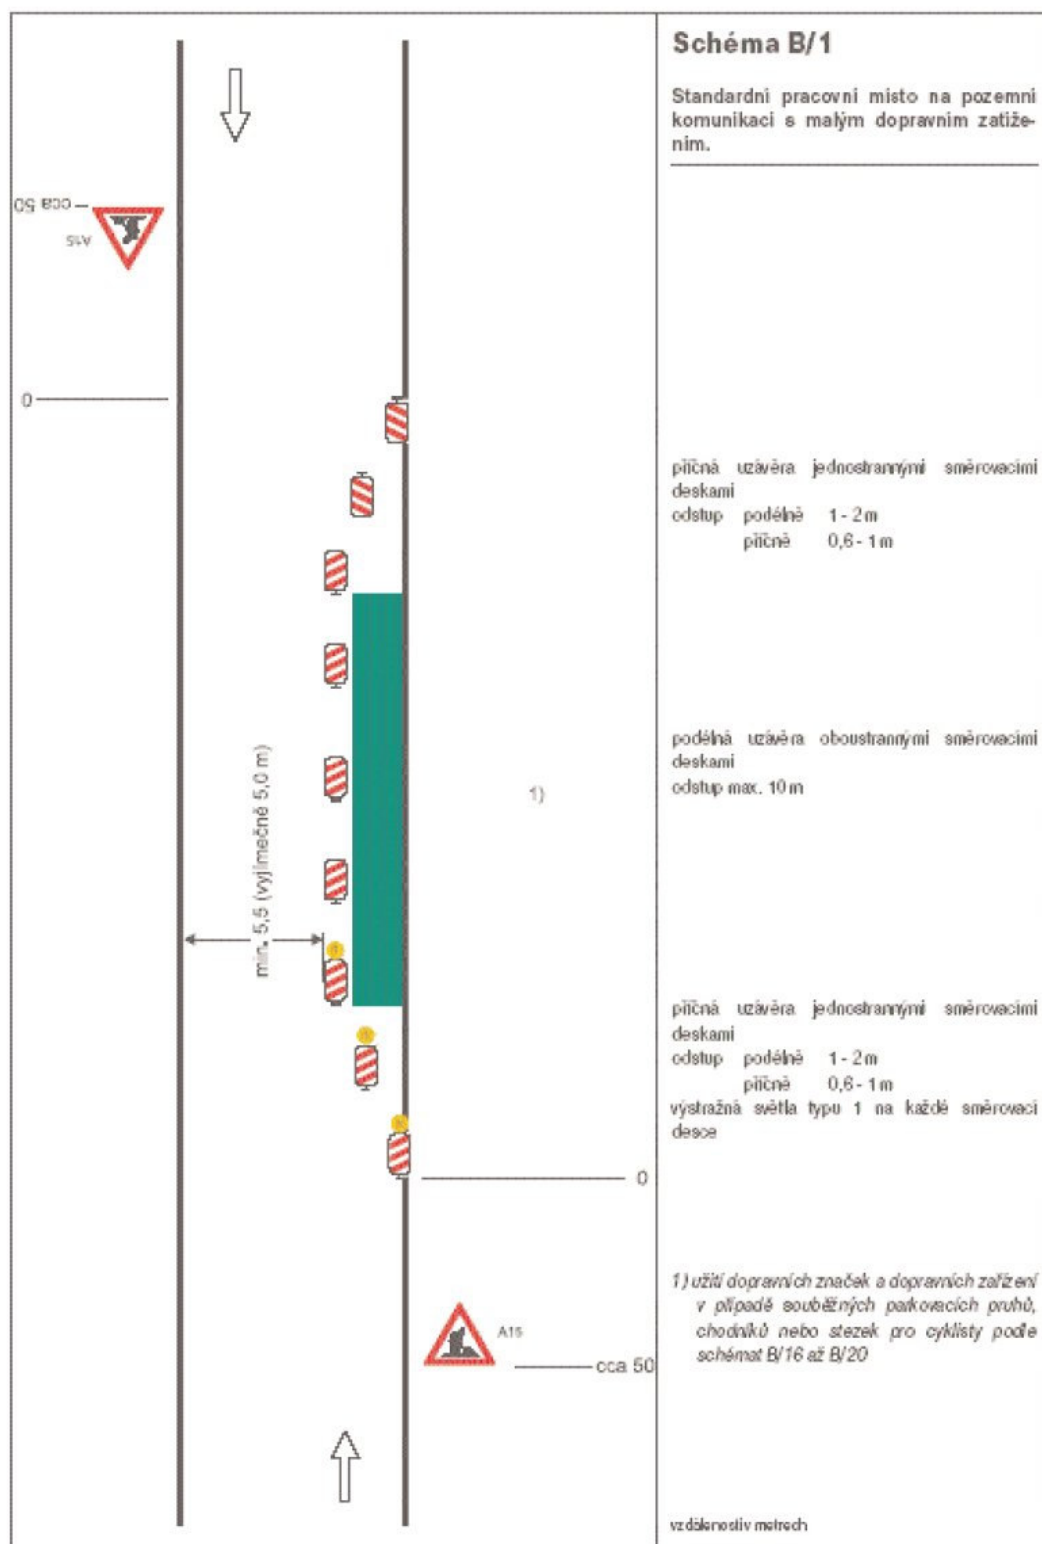 Schéma B/1
Standardní pracovní místo na pozemní
komunikaci s malým dopravním zatíže-
ním.
cca 50
A15
0
příčná uzávěra jednostrannými směrovacími
deskami
odstup podélně 1 - 2 m
příčně 0,6 - 1 m
podélná uzávěra oboustrannými směrovacími
deskami
odstup max. 10 m
1)
min. 5,5 (vyjímečně 5,0 m)
příčná uzávěra jednostrannými směrovacími
deskami
odstup podélně 1 - 2 m
příčně 0,6 - 1 m
výstražná světla typu 1 na každé směrovací
desce
0
1) užití dopravních značek a dopravních zařízení
v případě souběžných parkovacích pruhů,
chodníků nebo stezek pro cyklisty podle
schémat B/16 až B/20
A15
cca 50
vzdálenosti v metrech